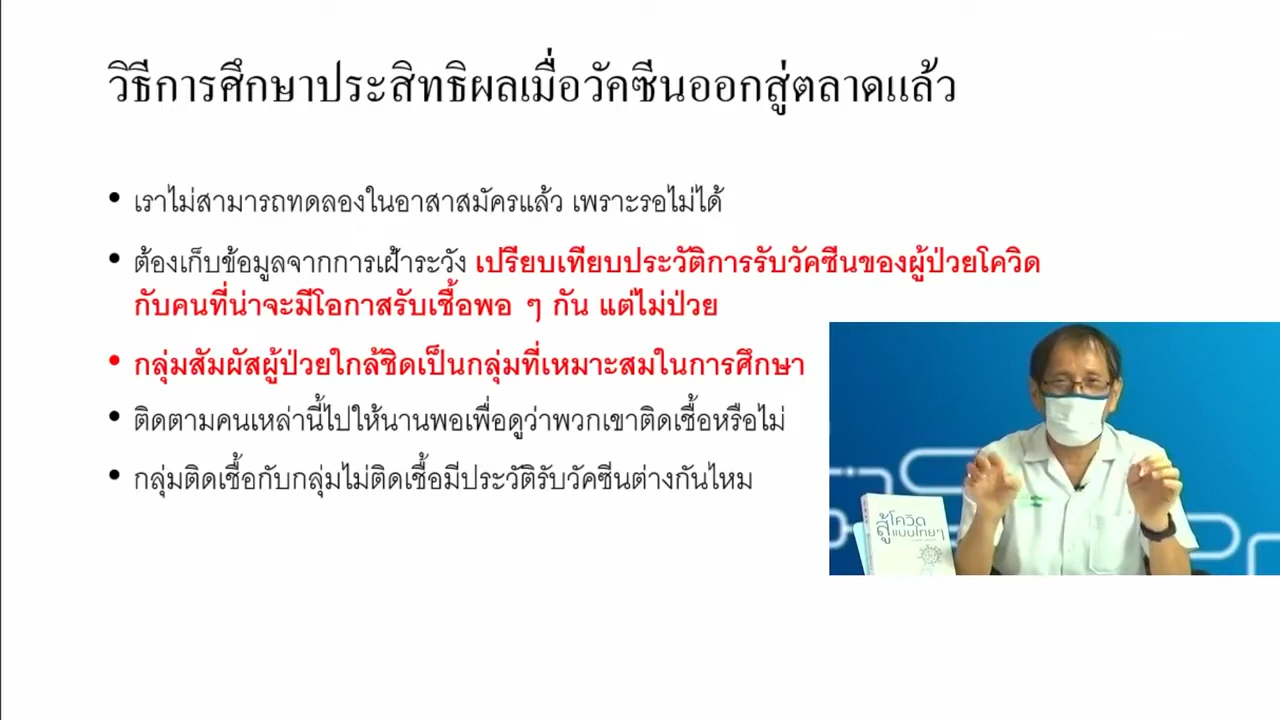 วิธีการศึกษาประสิทธิผลเมื่อวัคซีนออกสู่ตลาดแล้ว
• เราไม่สามารถทดลองในอาสาสมัครแล้ว เพราะรอไม่ได้
• ต้องเก็บข้อมูลจากการเฝ้าระวัง เปรียบเทียบประวัติการรับวัคซีนของผู้ป่วยโควิด
กับคนที่น่าจะมีโอกาสรับเชื้อพอ ๆ กัน แต่ไม่ป่วย
• กลุ่มสัมผัสผู้ป่วยใกล้ชิดเป็นกลุ่มที่เหมาะสมในการศึกษา
• ติดตามคนเหล่านี้ไปให้นานพอเพื่อดูว่าพวกเขาติดเชื้อหรือไม่
• กลุ่มติดเชื้อกับกลุ่มไม่ติดเชื้อมีประวัติรับวัคซีนต่างกันไหม
สู้โควิด
แบบไทยๆ